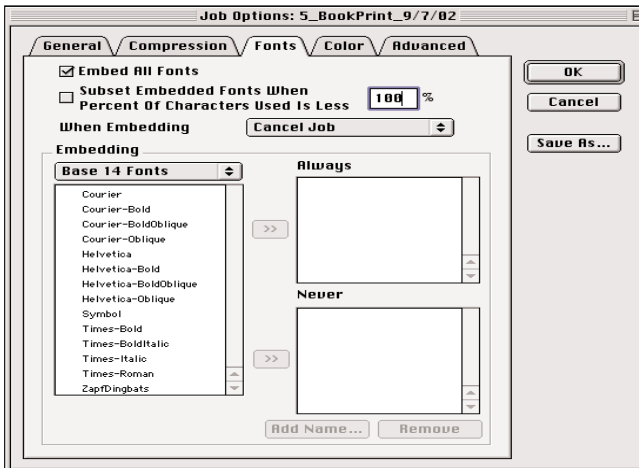 Job Options: 5_BookPrint_9/7/02
General
Compression
Fonts
Color
Advanced
Embed All Fonts
Subset Embedded Fonts When
Percent Of Characters Used Is Less
100
%
When Embedding
Cancel Job
Embedding
Base 14 Fonts
Courier
Courier-Bold
Courier-BoldOblique
Courier-Oblique
Helvetica
Helvetica-Bold
Helvetica-BoldOblique
Helvetica-Oblique
Symbol
Times-Bold
Times-BoldItalic
Times-Italic
Times-Roman
ZapfDingbats
>>
>>
Always
Never
Add Name...
Remove
OK
Cancel
Save As...